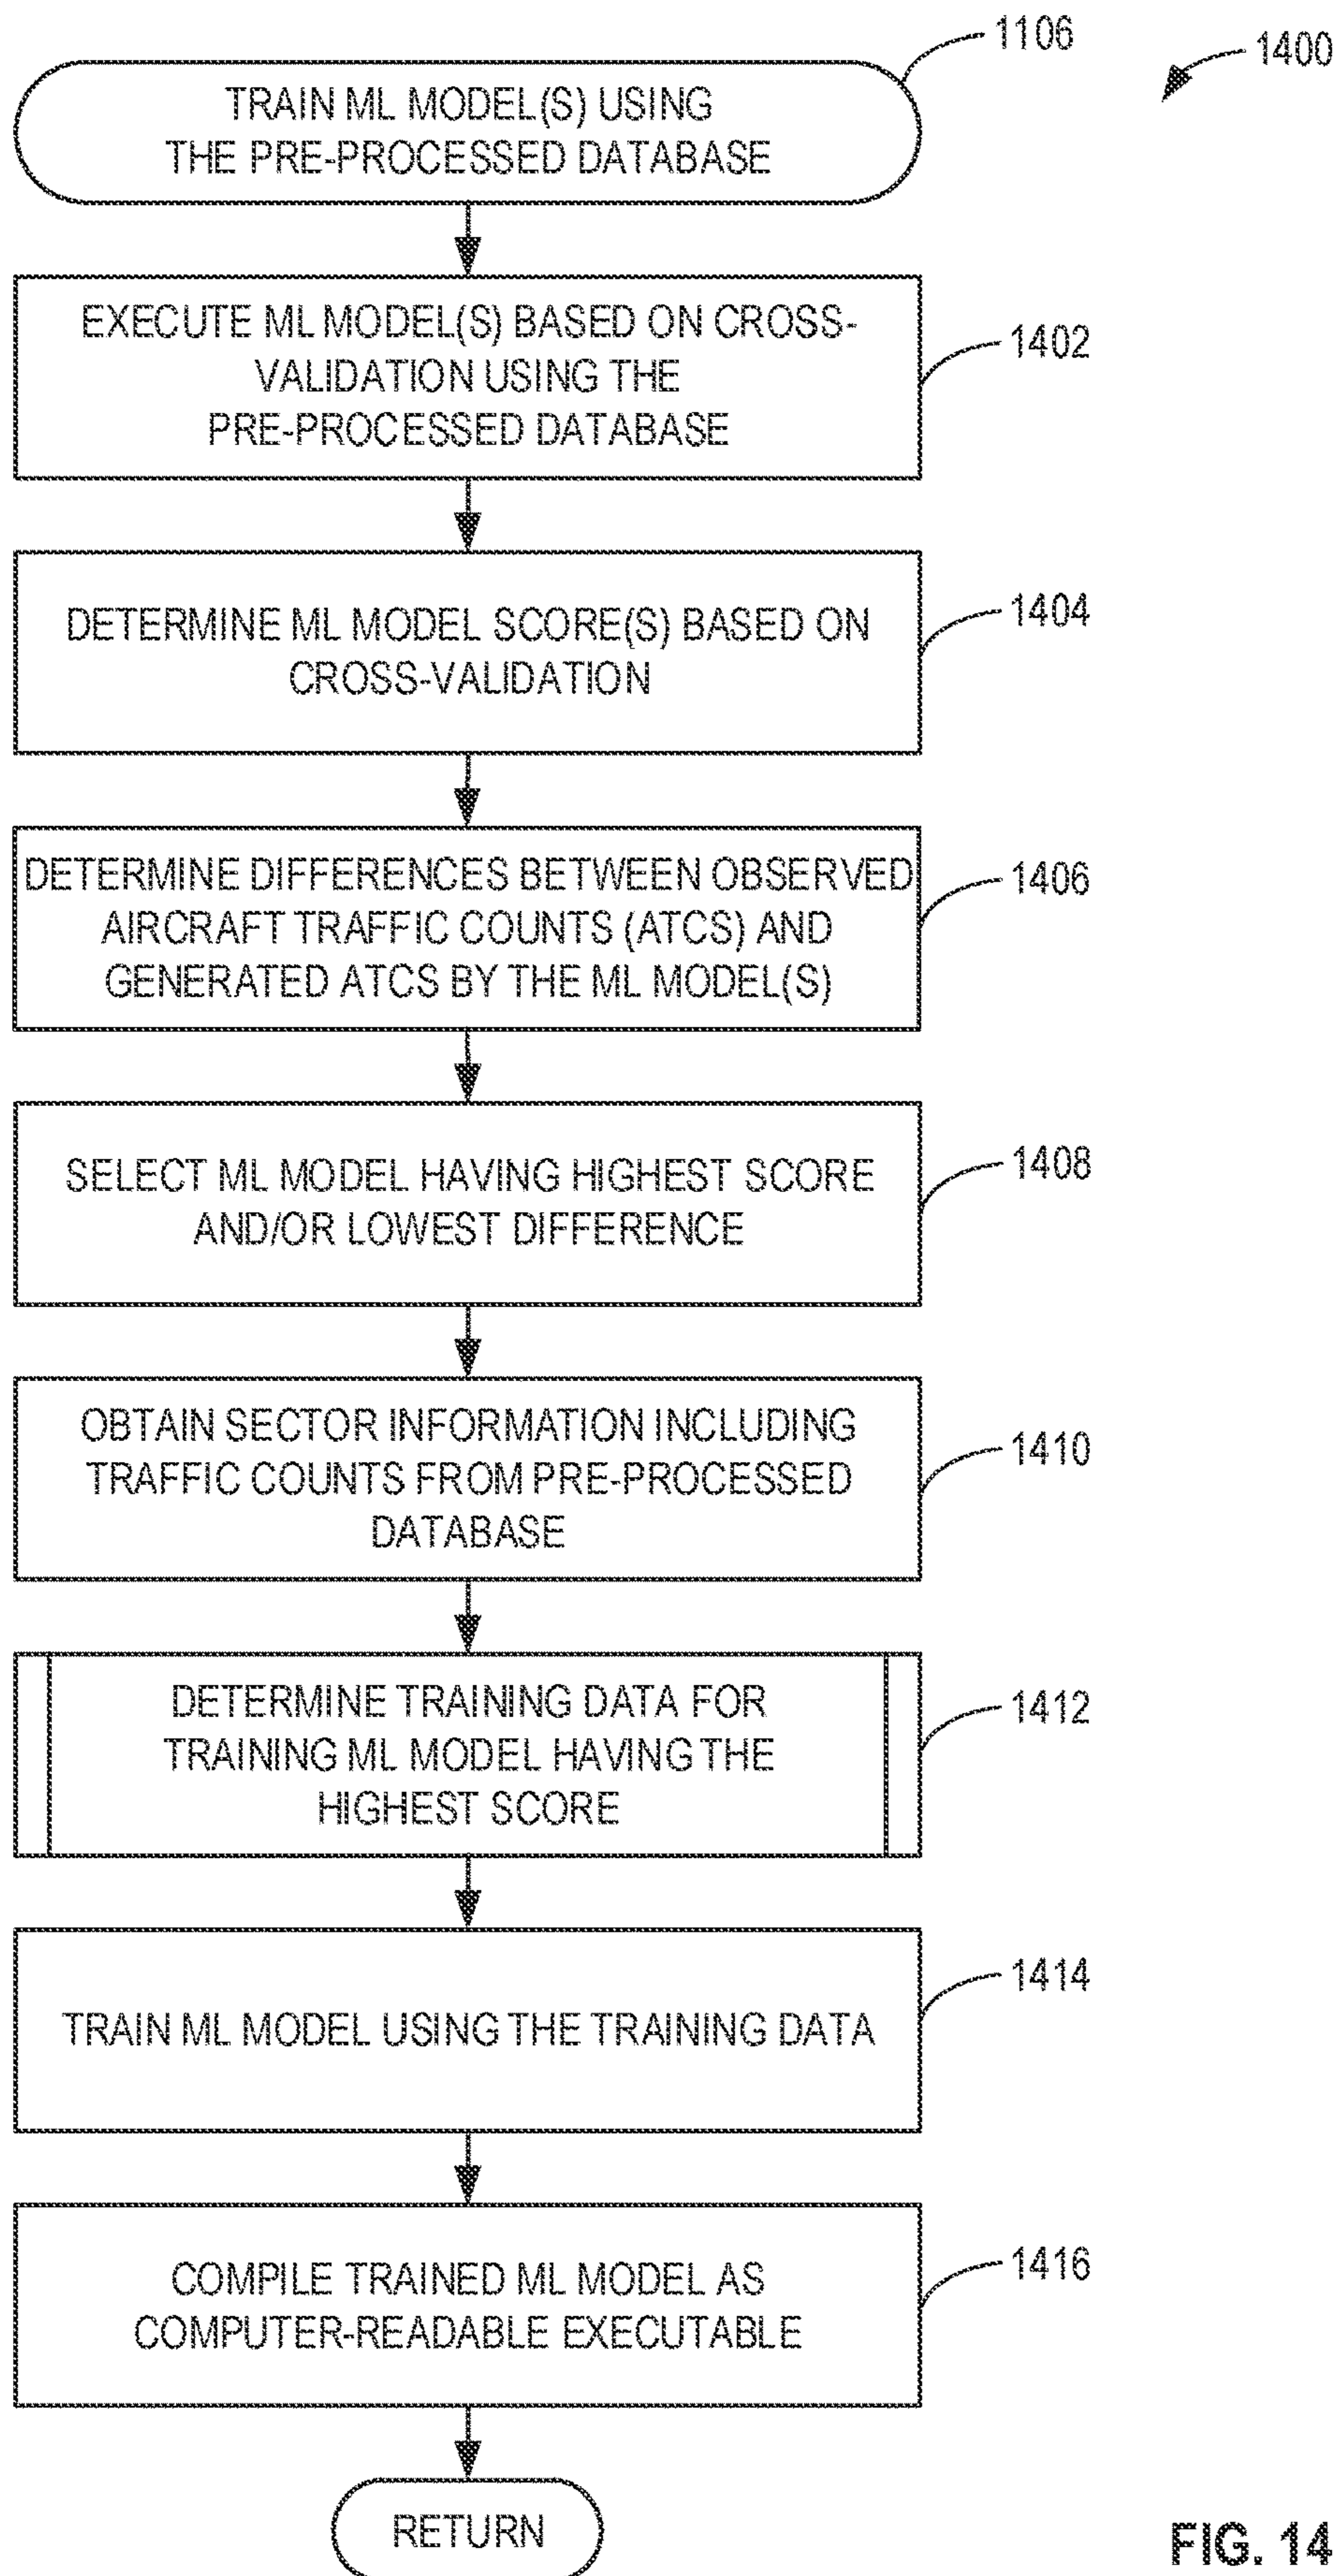 1106
1400
TRAIN ML MODEL(S) USING
THE PRE-PROCESSED DATABASE
EXECUTE ML MODEL(S) BASED ON CROSS-
VALIDATION USING THE
PRE-PROCESSED DATABASE
1402
DETERMINE ML MODEL SCORE(S) BASED ON
CROSS-VALIDATION
1404
DETERMINE DIFFERENCES BETWEEN OBSERVED
AIRCRAFT TRAFFIC COUNTS (ATCS) AND
GENERATED ATCS BY THE ML MODEL(S)
1406
SELECT ML MODEL HAVING HIGHEST SCORE
AND/OR LOWEST DIFFERENCE
1408
OBTAIN SECTOR INFORMATION INCLUDING
TRAFFIC COUNTS FROM PRE-PROCESSED
DATABASE
1410
DETERMINE TRAINING DATA FOR
TRAINING ML MODEL HAVING THE
HIGHEST SCORE
1412
TRAIN ML MODEL USING THE TRAINING DATA
1414
COMPILE TRAINED ML MODEL AS
COMPUTER-READABLE EXECUTABLE
1416
RETURN
FIG. 14